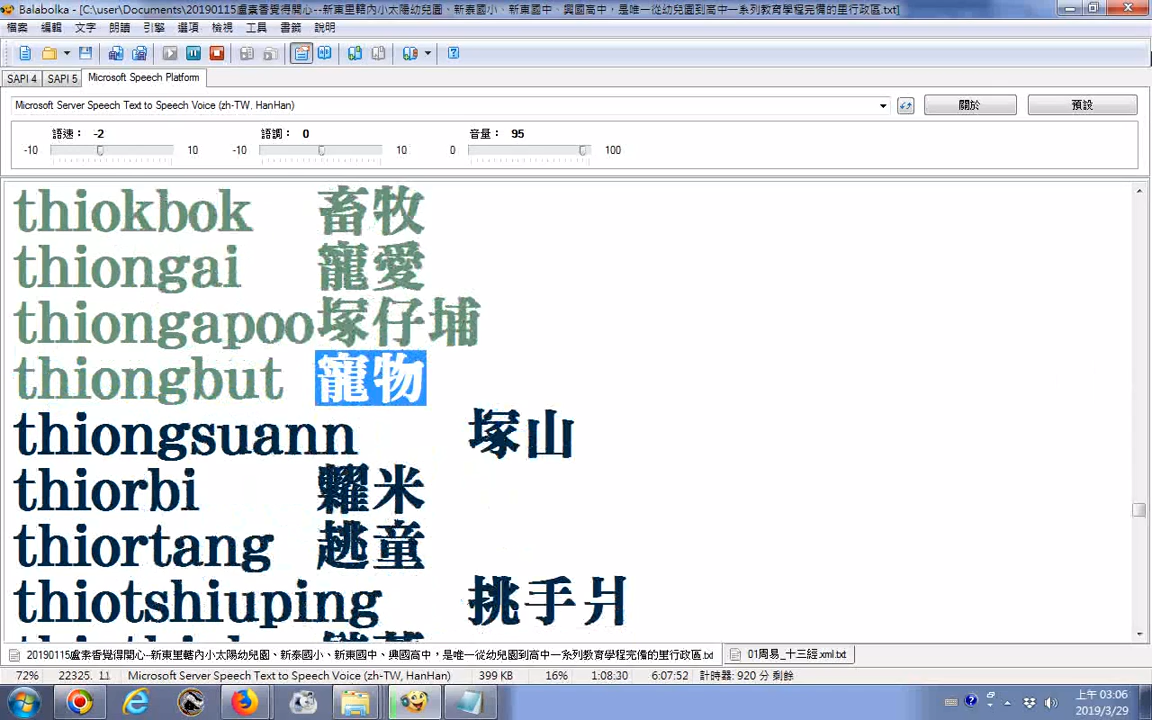 Balabolka - [C:\user\Documents\20190115盧素香覺得開心--新東里轄內小太陽幼兒園、新泰國小、新東國中、興國高中，是唯一從幼兒園到高中一系列教育學程完備的里行政區.txt]
檔案 編輯 文字 朗讀 引擎 選項 檢視 工具 書籤 說明
SAPI 4 SAPI 5 Microsoft Speech Platform
Microsoft Server Speech Text to Speech Voice (zh-TW, HanHan) 關於 預設
語速： -2 語調： 0 音量： 95
-10 10 -10 10 0 100
thiokbok 畜牧
thiongai 寵愛
thiongapoo塚仔埔
thiongbut 寵物
thiongsuann 塚山
thiorbi 糶米
thiortang 趒童
thiotshiuping 挑手爿
20190115盧素香覺得開心--新東里轄內小太陽幼兒園、新泰國小、新東國中、興國高中，是唯一從幼兒園到高中一系列教育學程完備的里行政區.txt 01周易_十三經.txt
72% 22325. 11 Microsoft Server Speech Text to Speech Voice (zh-TW, HanHan) 399 KB 16% 1:08:30 6:07:52 計時器: 920 分 剩餘
上午 03:06
2019/3/29